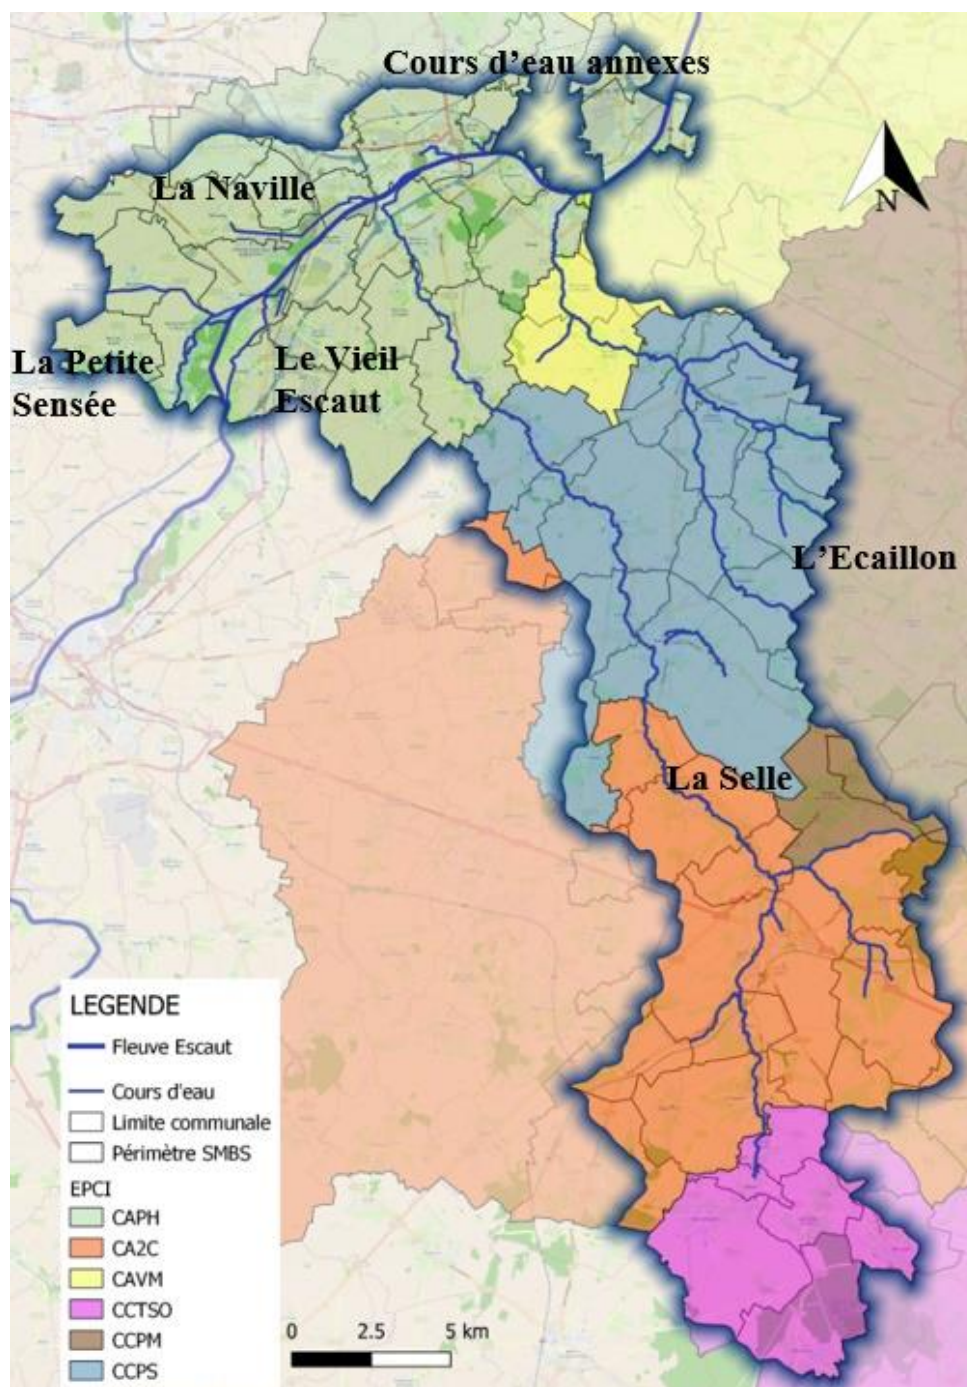 Cours d'eau annexes
La Naville
N
La Petite
Sensée
Le Vieil
Escaut
L'Ecaillon
La Selle
LEGENDE
Fleuve Escaut
Cours d'eau
Limite communale
Périmètre SMBS
EPCI
CAPH
CA2C
CAVM
CCTSO
CCPM
CCPS
0 2.5 5 km